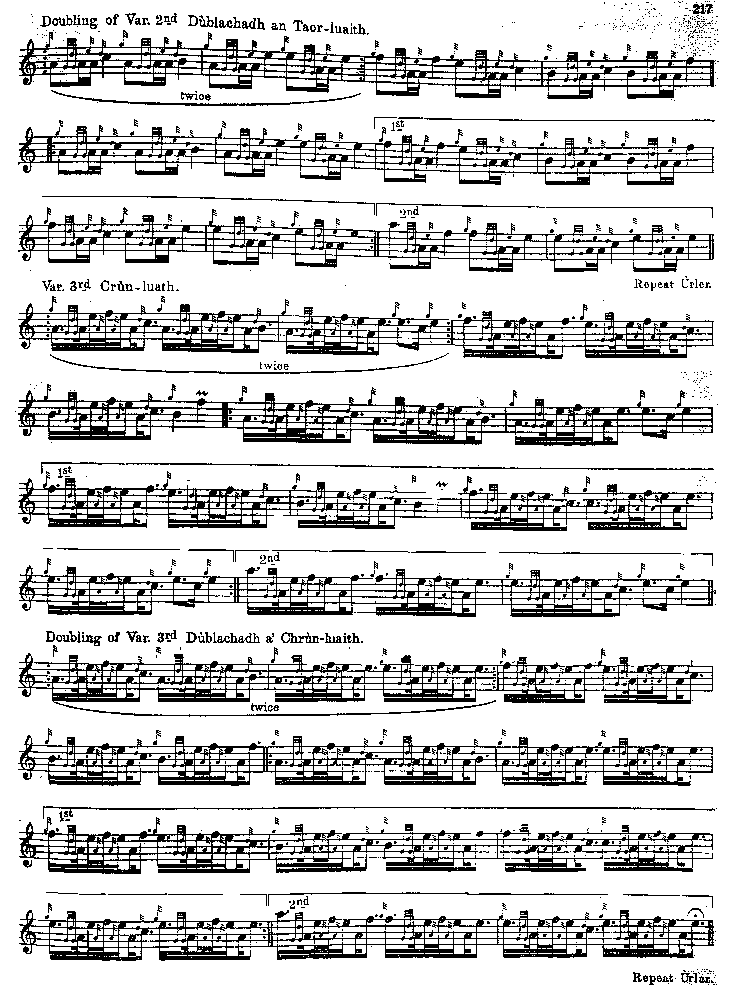 217
Doubling of Var. 2nd Dùblachadh an Taor-luaith.
twice
1st
2nd
Repeat Ùrler.
Var. 3rd Crùn-luath.
twice
1st
2nd
Doubling of Var. 3rd Dùblachadh a' Chrùn-luaith.
twice
1st
2nd
Repeat Ùrlar.